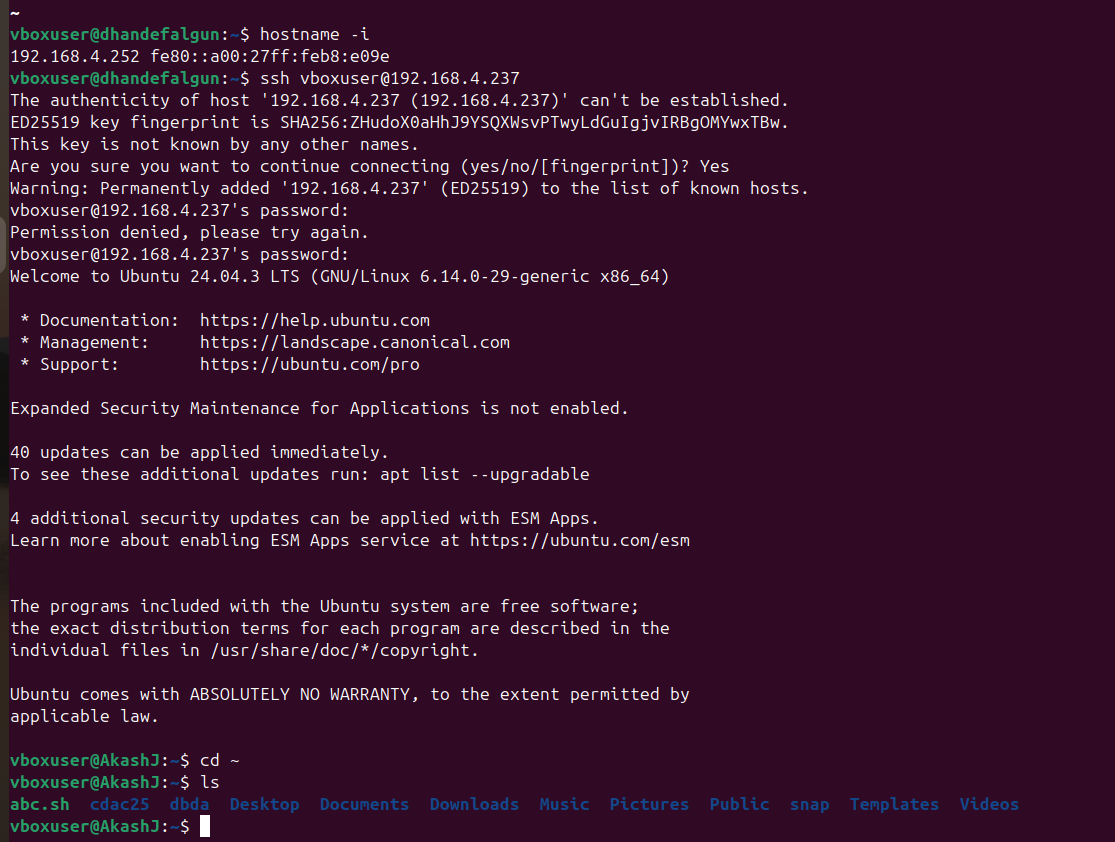 ~
vboxuser@dhandefalgun:~$ hostname -i
192.168.4.252 fe80::a00:27ff:feb8:e09e
vboxuser@dhandefalgun:~$ ssh vboxuser@192.168.4.237
The authenticity of host '192.168.4.237 (192.168.4.237)' can't be established.
ED25519 key fingerprint is SHA256:ZHudoX0aHhJ9YSQXWsvPTwyLdGuIgjvIRBgOMYwxTBw.
This key is not known by any other names.
Are you sure you want to continue connecting (yes/no/[fingerprint])? Yes
Warning: Permanently added '192.168.4.237' (ED25519) to the list of known hosts.
vboxuser@192.168.4.237's password:
Permission denied, please try again.
vboxuser@192.168.4.237's password:
Welcome to Ubuntu 24.04.3 LTS (GNU/Linux 6.14.0-29-generic x86_64)

 * Documentation:  https://help.ubuntu.com
 * Management:     https://landscape.canonical.com
 * Support:        https://ubuntu.com/pro

Expanded Security Maintenance for Applications is not enabled.

40 updates can be applied immediately.
To see these additional updates run: apt list --upgradable

4 additional security updates can be applied with ESM Apps.
Learn more about enabling ESM Apps service at https://ubuntu.com/esm


The programs included with the Ubuntu system are free software;
the exact distribution terms for each program are described in the
individual files in /usr/share/doc/*/copyright.

Ubuntu comes with ABSOLUTELY NO WARRANTY, to the extent permitted by
applicable law.

vboxuser@AkashJ:~$ cd ~
vboxuser@AkashJ:~$ ls
abc.sh  cdac25  dbda  Desktop  Documents  Downloads  Music  Pictures  Public  snap  Templates  Videos
vboxuser@AkashJ:~$